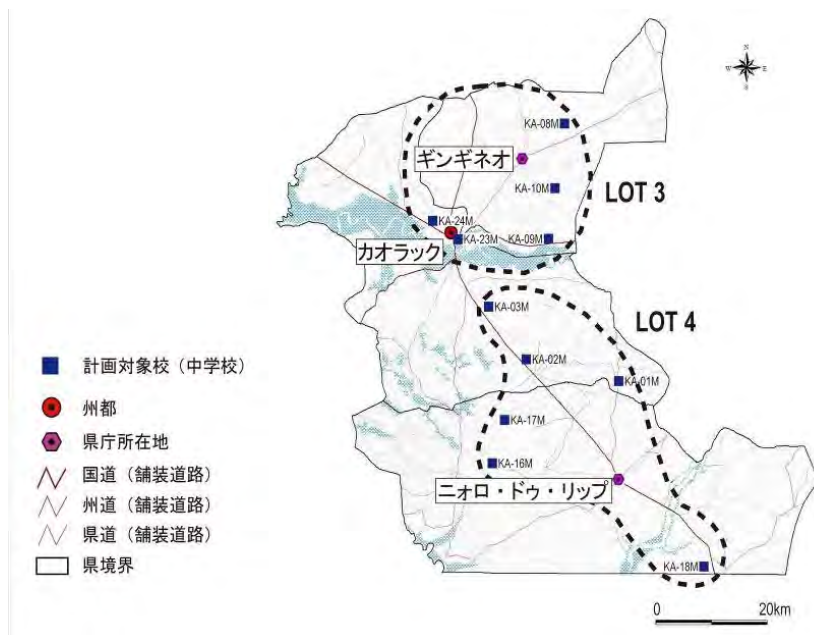 N
W E
S
KA-08M
ギンギネオ
KA-10M
LOT 3
KA-24M
KA-23M
KA-09M
カオラック
KA-03M
LOT 4
KA-02M
KA-01M
KA-17M
KA-16M
ニォロ・ドゥ・リップ
KA-18M
計画対象校（中学校）
州都
県庁所在地
国道（舗装道路）
州道（舗装道路）
県道（舗装道路）
県境界
0 20km